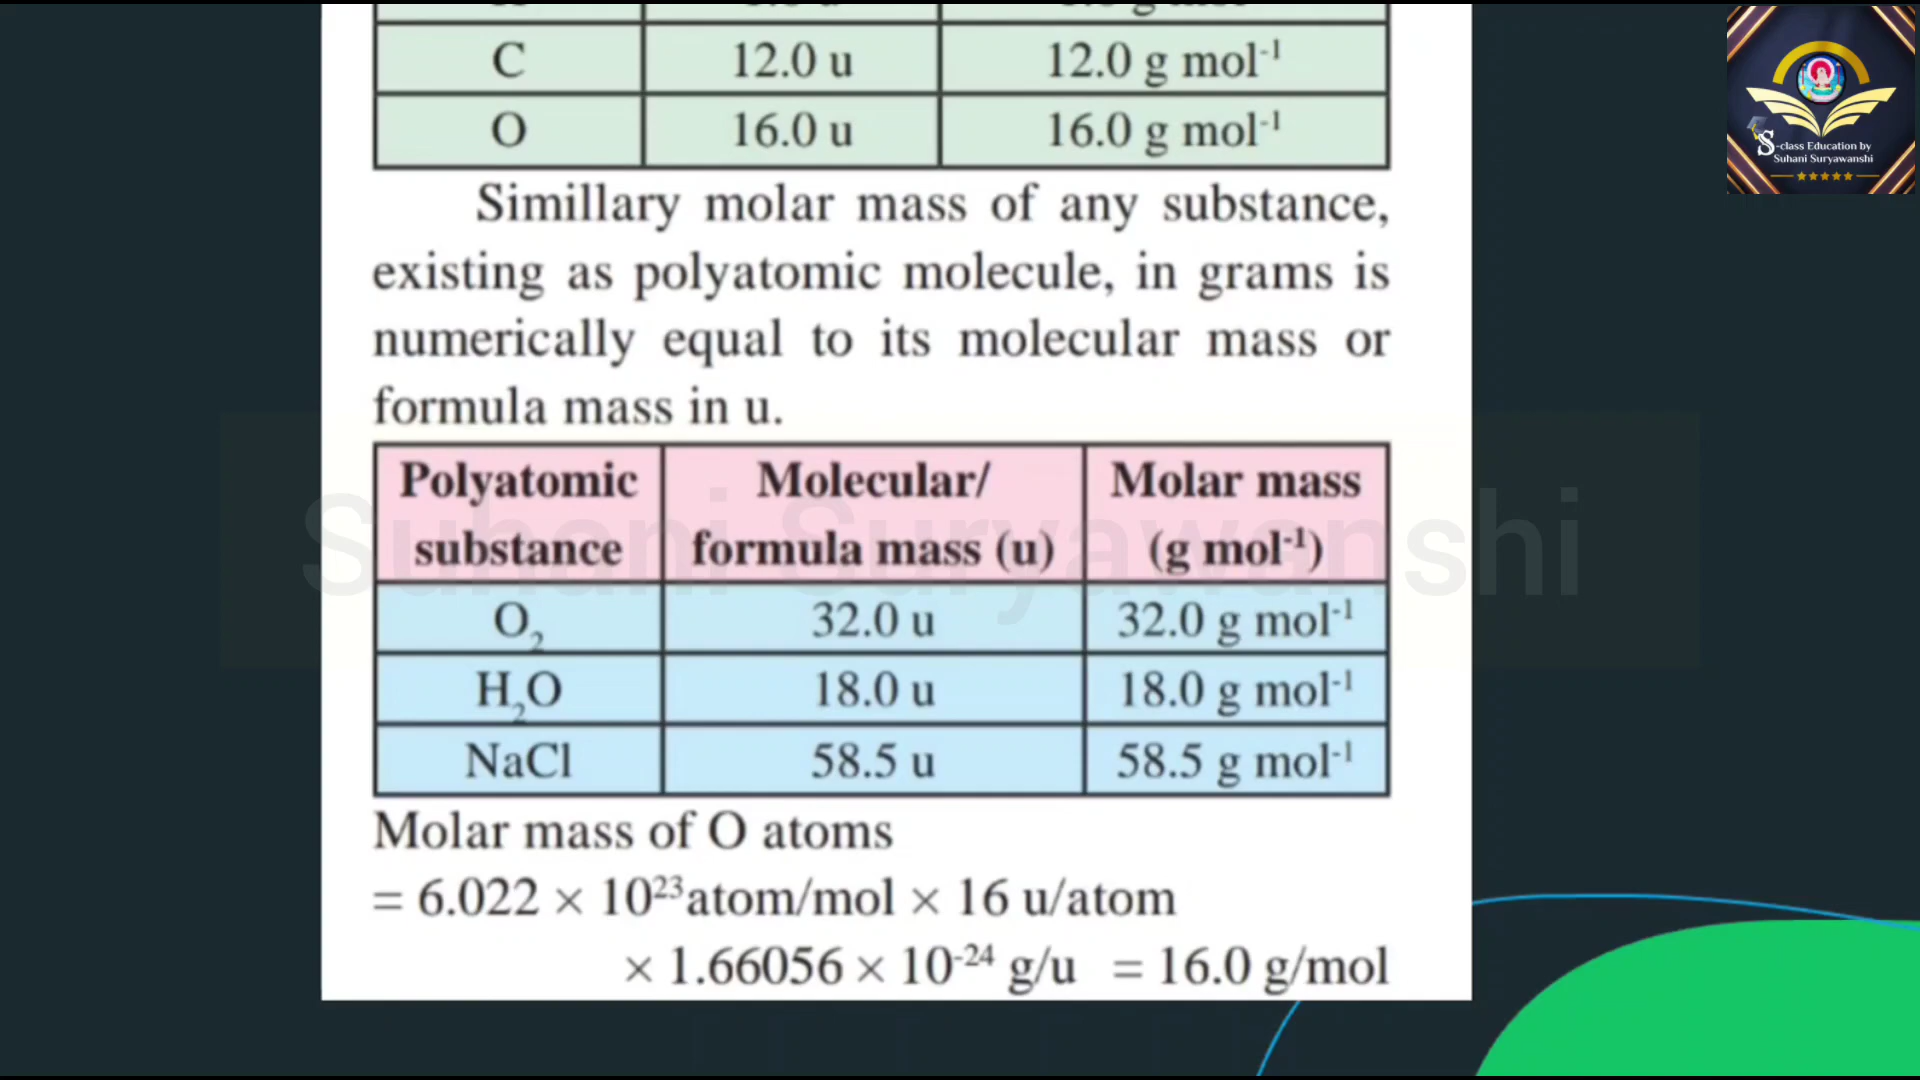 C 12.0 u 12.0 g mol⁻¹
O 16.0 u 16.0 g mol⁻¹
Simillary molar mass of any substance,
existing as polyatomic molecule, in grams is
numerically equal to its molecular mass or
formula mass in u.
Polyatomic substance Molecular/ formula mass (u) Molar mass (g mol⁻¹)
O₂ 32.0 u 32.0 g mol⁻¹
H₂O 18.0 u 18.0 g mol⁻¹
NaCl 58.5 u 58.5 g mol⁻¹
Molar mass of O atoms
= 6.022 × 10²³atom/mol × 16 u/atom
× 1.66056 × 10⁻²⁴ g/u = 16.0 g/mol
Suhani Suryawanshi
S-class Education by
Suhani Suryawanshi